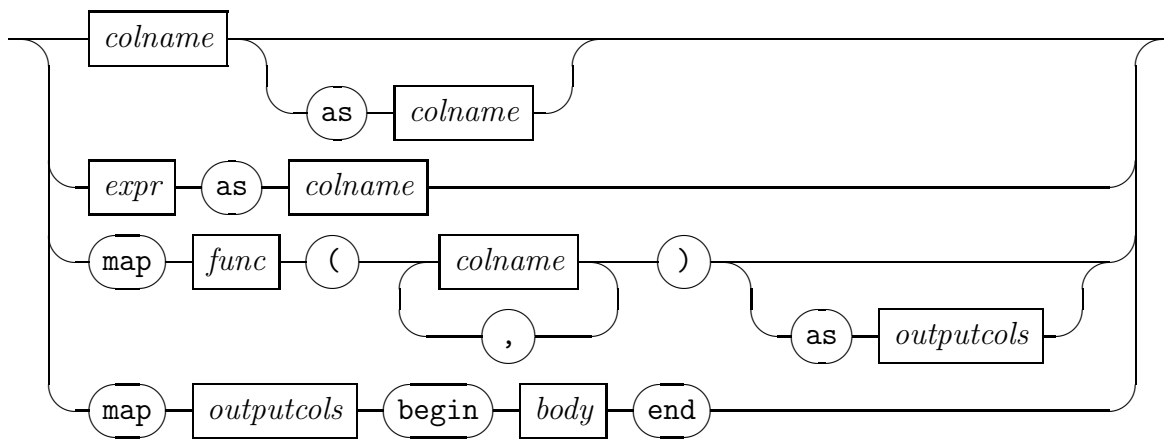 colname
as colname
expr as colname
map func ( colname )
, as outputcols
map outputcols begin body end